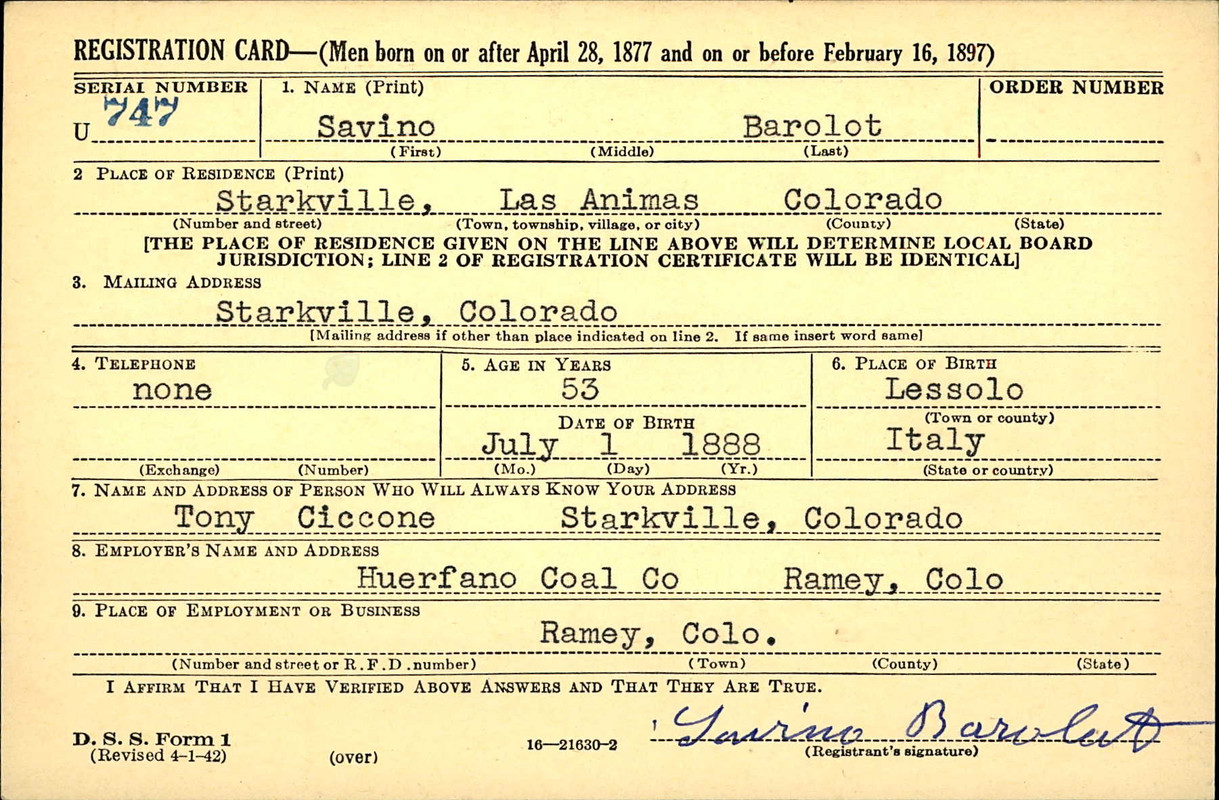 REGISTRATION CARD—(Men born on or after April 28, 1877 and on or before February 16, 1897)
SERIAL NUMBER 1. NAME (Print) ORDER NUMBER
U 747 Savino Barolot
(First) (Middle) (Last)
2 PLACE OF RESIDENCE (Print)
Starkville, Las Animas Colorado
(Number and street) (Town, township, village, or city) (County) (State)
[THE PLACE OF RESIDENCE GIVEN ON THE LINE ABOVE WILL DETERMINE LOCAL BOARD
JURISDICTION; LINE 2 OF REGISTRATION CERTIFICATE WILL BE IDENTICAL]
3. MAILING ADDRESS
Starkville, Colorado
[Mailing address if other than place indicated on line 2. If same insert word same]
4. TELEPHONE 5. AGE IN YEARS 6. PLACE OF BIRTH
none 53 Lessolo
DATE OF BIRTH (Town or county)
July 1 1888 Italy
(Exchange) (Number) (Mo.) (Day) (Yr.) (State or country)
7. NAME AND ADDRESS OF PERSON WHO WILL ALWAYS KNOW YOUR ADDRESS
Tony Ciccone Starkville, Colorado
8. EMPLOYER'S NAME AND ADDRESS
Huerfano Coal Co Ramey, Colo
9. PLACE OF EMPLOYMENT OR BUSINESS
Ramey, Colo.
(Number and street or R.F.D. number) (Town) (County) (State)
I AFFIRM THAT I HAVE VERIFIED ABOVE ANSWERS AND THAT THEY ARE TRUE.
Savino Barolat
D. S. S. Form 1 16—21630-2 (Registrant's signature)
(Revised 4-1-42) (over)